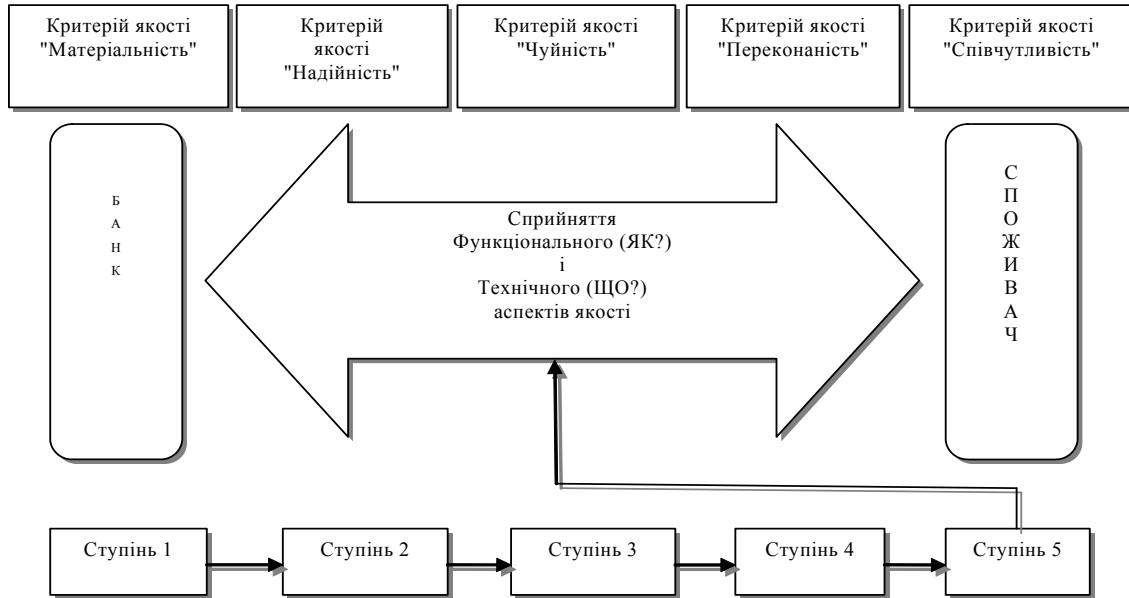 Критерій якості
"Матеріальність"
Критерій
якості
"Надійність"
Критерій якості
"Чуйність"
Критерій якості
"Переконаність"
Критерій якості
"Співчутливість"
Б
А
Н
К
Сприйняття
Функціонального (ЯК?)
і
Технічного (ЩО?)
аспектів якості
С
П
О
Ж
И
В
А
Ч
Ступінь 1
Ступінь 2
Ступінь 3
Ступінь 4
Ступінь 5